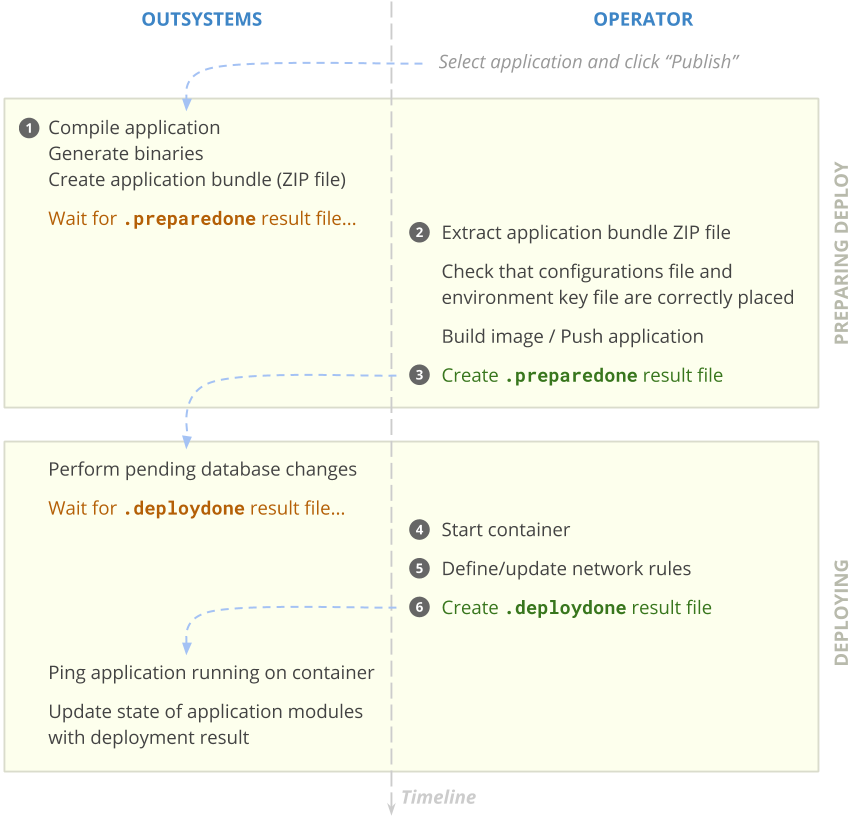 OUTSYSTEMS
OPERATOR
Select application and click “Publish”
1 Compile application
Generate binaries
Create application bundle (ZIP file)
Wait for .preparedone result file...
2 Extract application bundle ZIP file
Check that configurations file and
environment key file are correctly placed
Build image / Push application
3 Create .preparedone result file
PREPARING DEPLOY
Perform pending database changes
Wait for .deploydone result file...
4 Start container
5 Define/update network rules
6 Create .deploydone result file
Ping application running on container
Update state of application modules
with deployment result
DEPLOYING
Timeline